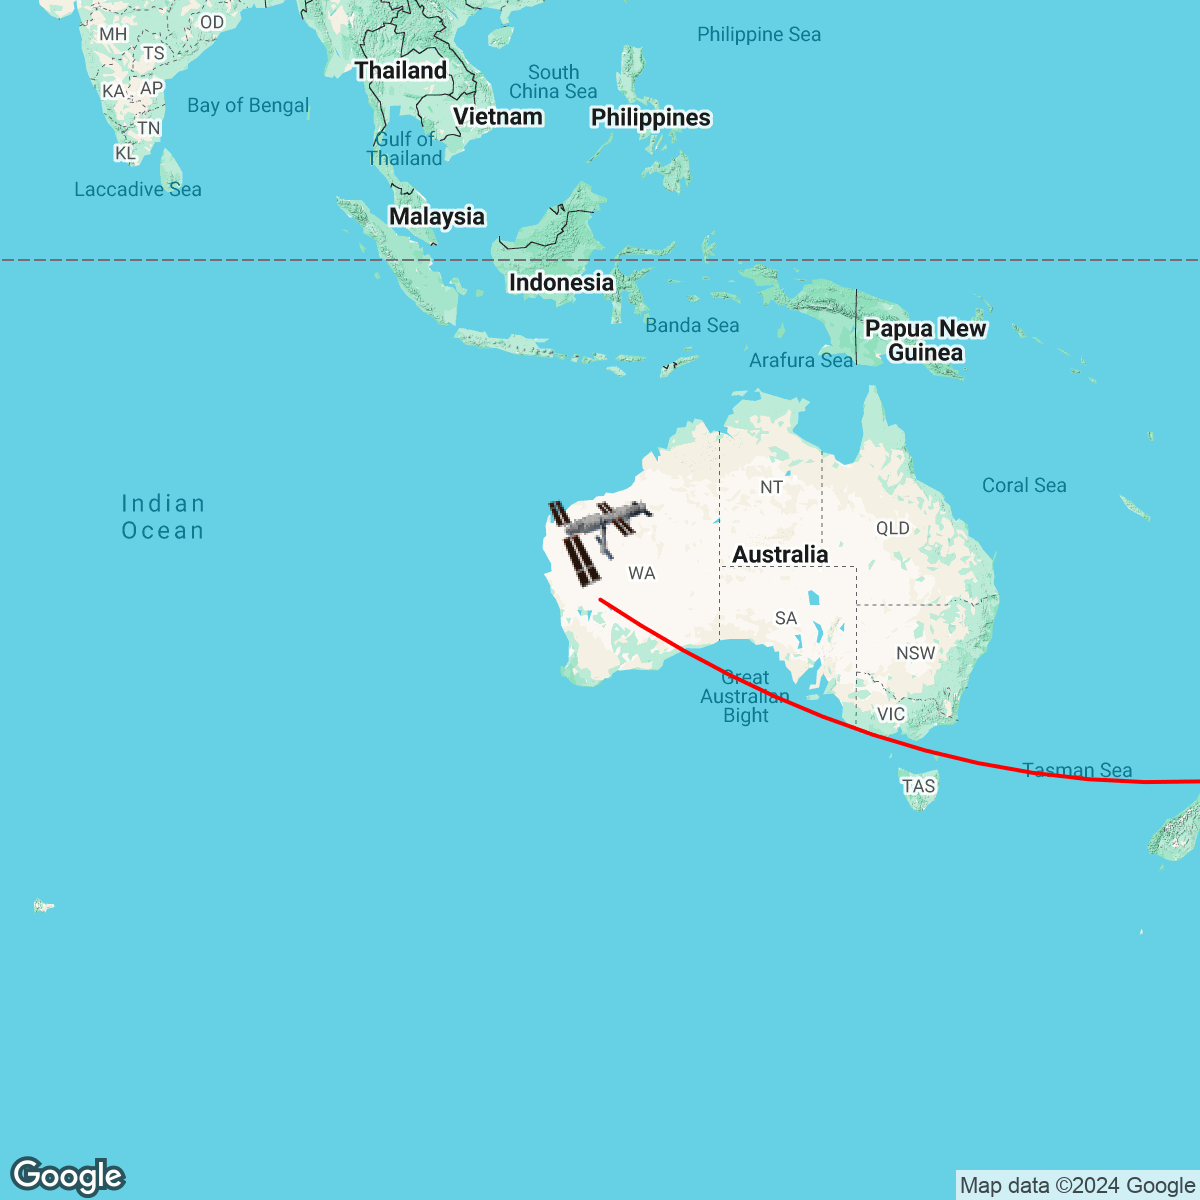 MH
OD
TS
KA
AP
TN
KL
Bay of Bengal
Laccadive Sea
Thailand
Vietnam
Gulf of
Thailand
South
China Sea
Philippine Sea
Philippines
Malaysia
Indonesia
Banda Sea
Arafura Sea
Papua New
Guinea
Indian
Ocean
Coral Sea
NT
QLD
Australia
WA
SA
NSW
Great
Australian
Bight
VIC
Tasman Sea
TAS
Google
Map data ©2024 Google